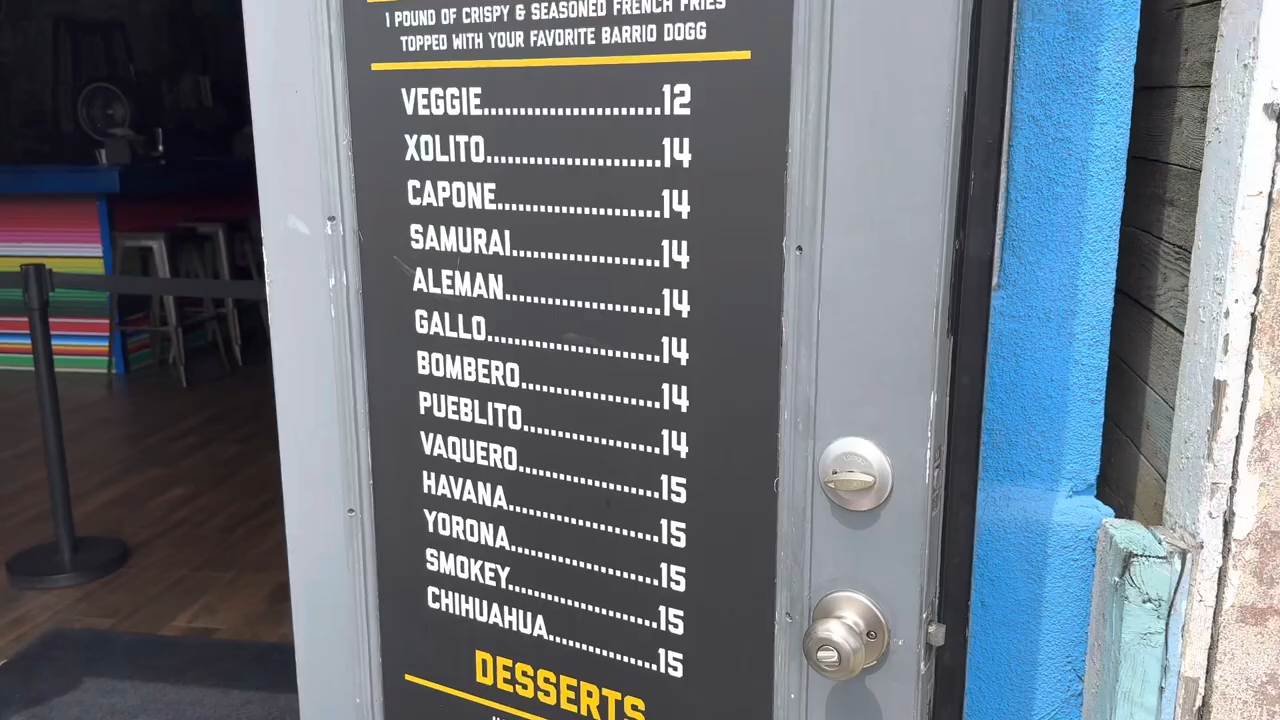 1 POUND OF CRISPY & SEASONED FRENCH FRIES
TOPPED WITH YOUR FAVORITE BARRIO DOGG
VEGGIE....................12
XOLITO....................14
CAPONE....................14
SAMURAI....................14
ALEMAN....................14
GALLO....................14
BOMBERO....................14
PUEBLITO....................14
VAQUERO....................15
HAVANA....................15
YORONA....................15
SMOKEY....................15
CHIHUAHUA....................15
DESSERTS